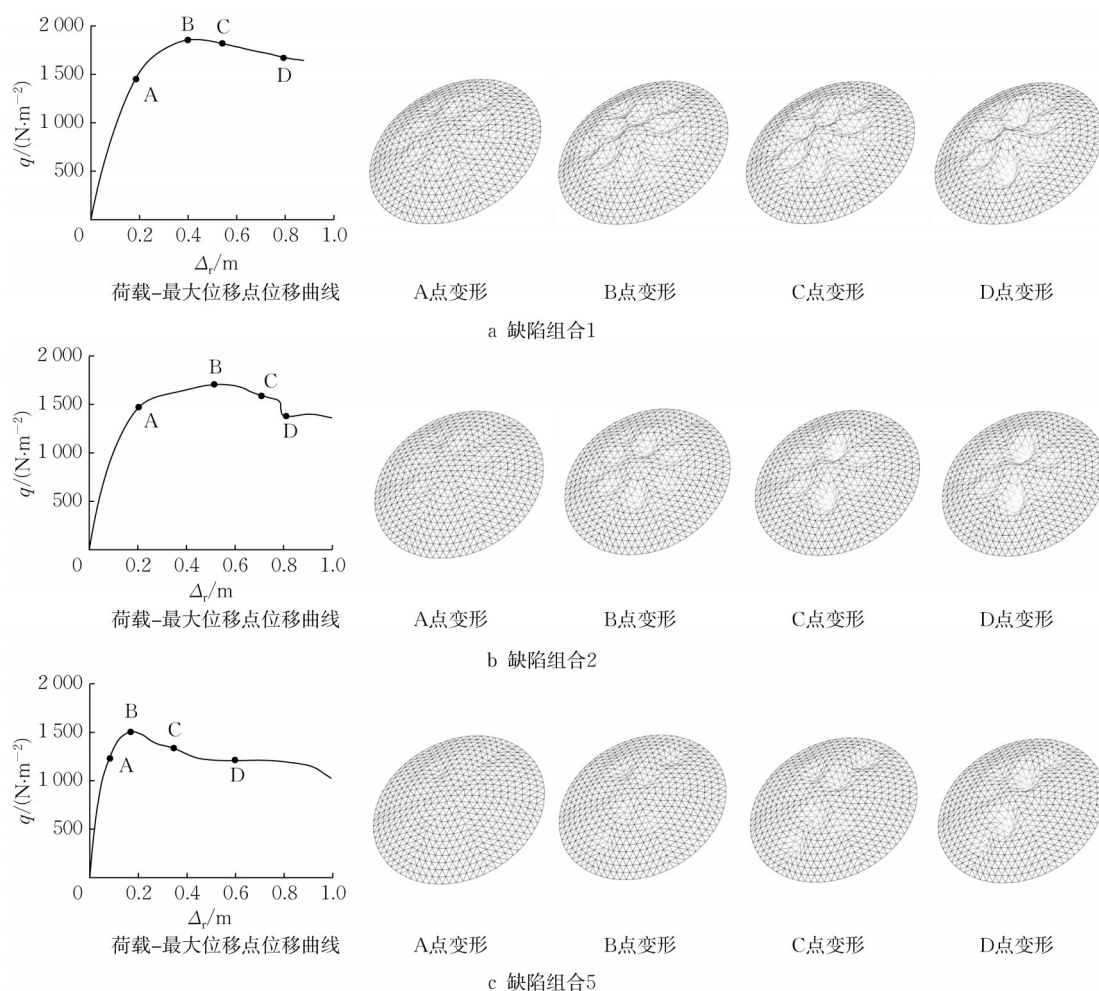 2 000
1 500
1 000
500
0
q/(N·m⁻²)
B
C
A
D
0.2
0.4
0.6
0.8
1.0
Δr/m
荷载-最大位移点位移曲线
A点变形
B点变形
C点变形
D点变形
a 缺陷组合1
2 000
1 500
1 000
500
0
q/(N·m⁻²)
B
C
A
D
0.2
0.4
0.6
0.8
1.0
Δr/m
荷载-最大位移点位移曲线
A点变形
B点变形
C点变形
D点变形
b 缺陷组合2
2 000
1 500
1 000
500
0
q/(N·m⁻²)
B
C
A
D
0.2
0.4
0.6
0.8
1.0
Δr/m
荷载-最大位移点位移曲线
A点变形
B点变形
C点变形
D点变形
c 缺陷组合5